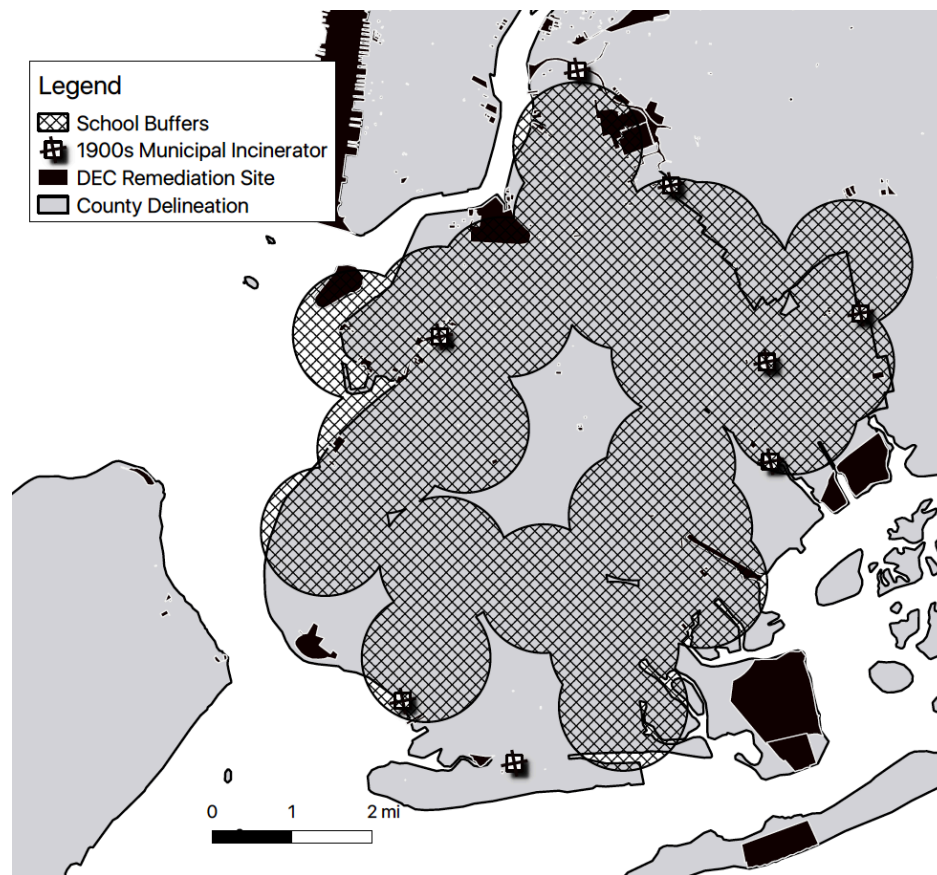 Legend
School Buffers
1900s Municipal Incinerator
DEC Remediation Site
County Delineation
0 1 2 mi